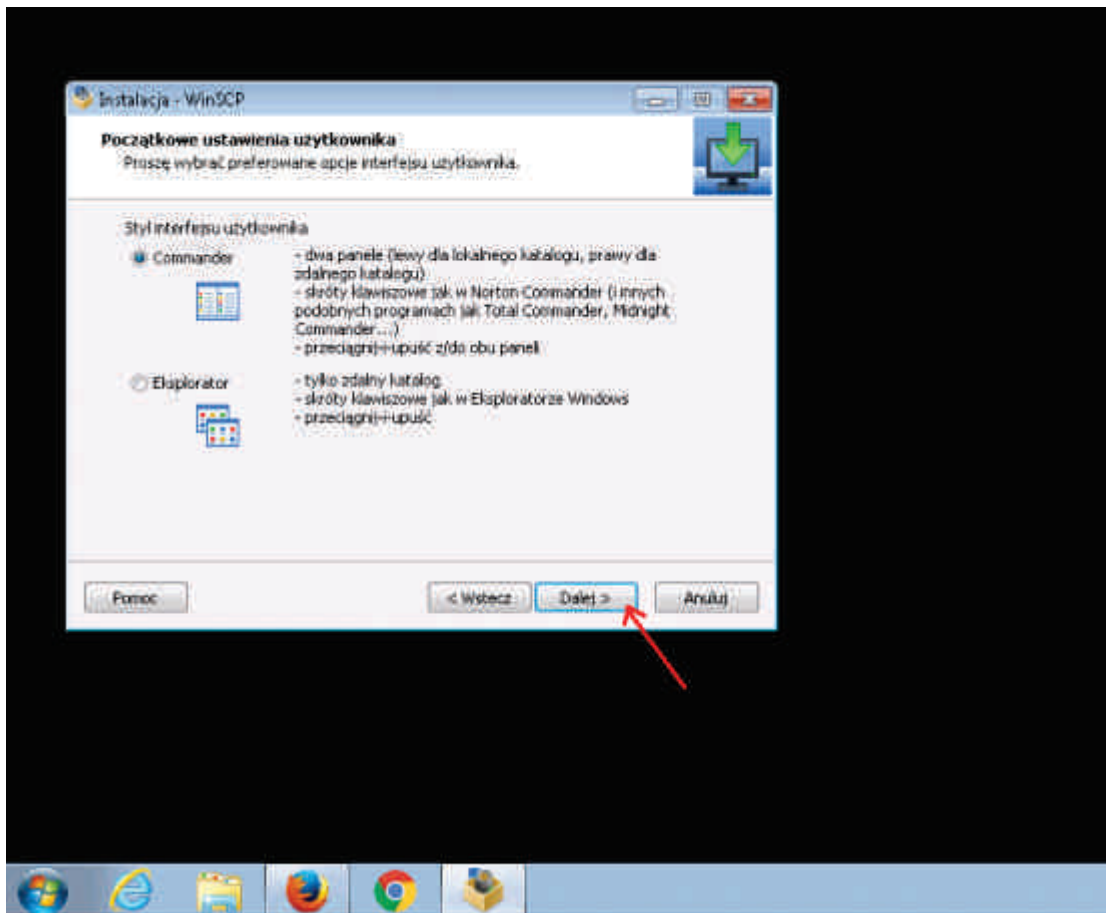 Instalacja - WinSCP
Początkowe ustawienia użytkownika
Proszę wybrać preferowane opcje interfejsu użytkownika.
Styl interfejsu użytkownika
Commander
- dwa panele (lewy dla lokalnego katalogu, prawy dla
zdalnego katalogu)
- skróty klawiszowe jak w Norton Commander (i innych
podobnych programach jak Total Commander, Midnight
Commander...)
- przeciągnij-i-upuść z/do obu paneli
Eksplorator
- tylko zdalny katalog
- skróty klawiszowe jak w Eksploratorze Windows
- przeciągnij-i-upuść
Pomoc
< Wstecz
Dalej >
Anuluj